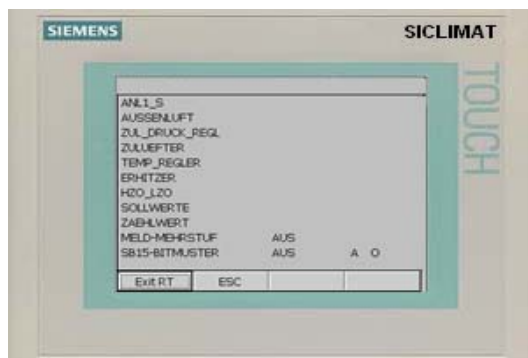 SIEMENS
SICLIMAT
TOUCH
ANL1_S
AUSSENLUFT
ZUL_DRUCK_REGL
ZULUEFTER
TEMP_REGLER
ERHITZER
HZO_LZO
SOLLWERTE
ZAEHLWERT
MELD-MEHRSTUF AUS
SB15-BITMUSTER AUS A O
Exit RT ESC